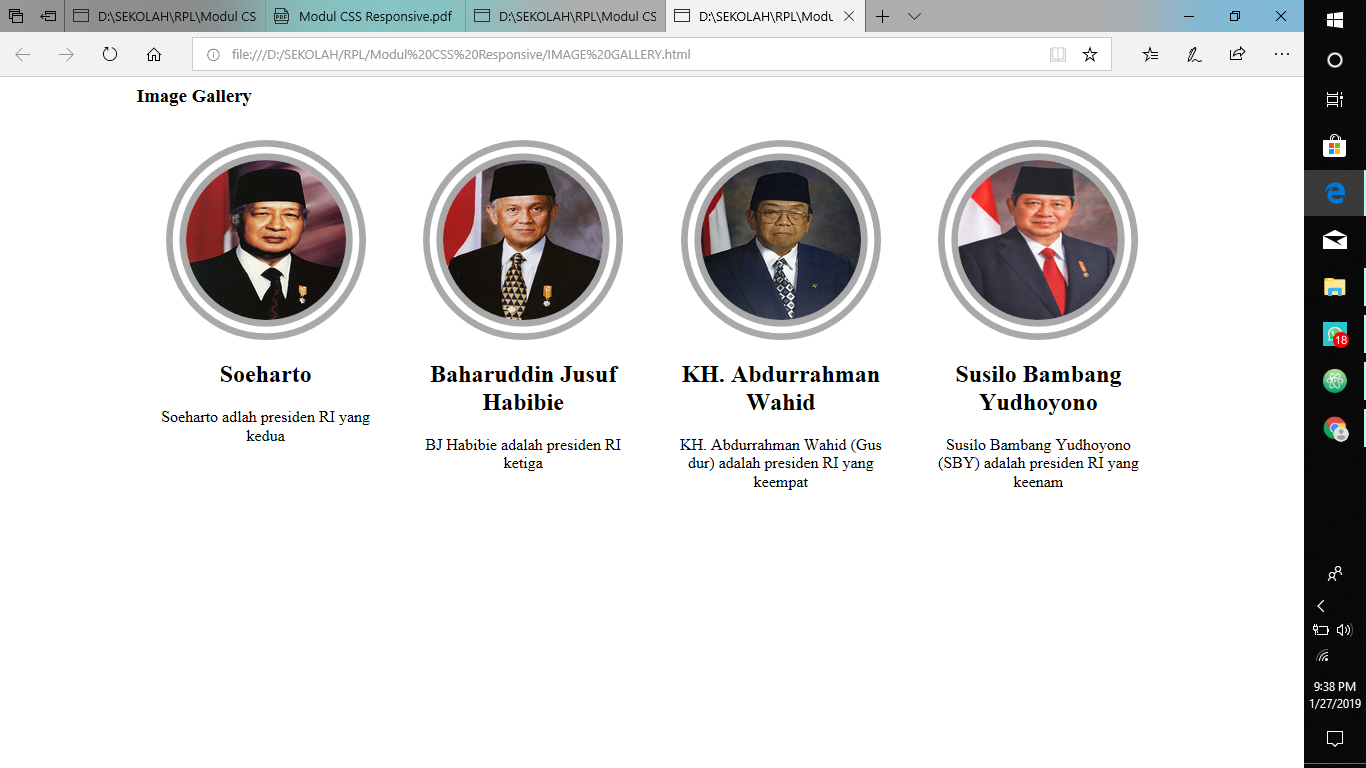 D:\SEKOLAH\RPL\Modul CS
Modul CSS Responsive.pdf
D:\SEKOLAH\RPL\Modul CSS
D:\SEKOLAH\RPL\Modu
file:///D:/SEKOLAH/RPL/Modul%20CSS%20Responsive/IMAGE%20GALLERY.html
Image Gallery
Soeharto
Soeharto adlah presiden RI yang
kedua
Baharuddin Jusuf
Habibie
BJ Habibie adalah presiden RI
ketiga
KH. Abdurrahman
Wahid
KH. Abdurrahman Wahid (Gus
dur) adalah presiden RI yang
keempat
Susilo Bambang
Yudhoyono
Susilo Bambang Yudhoyono
(SBY) adalah presiden RI yang
keenam
18
9:38 PM
1/27/2019